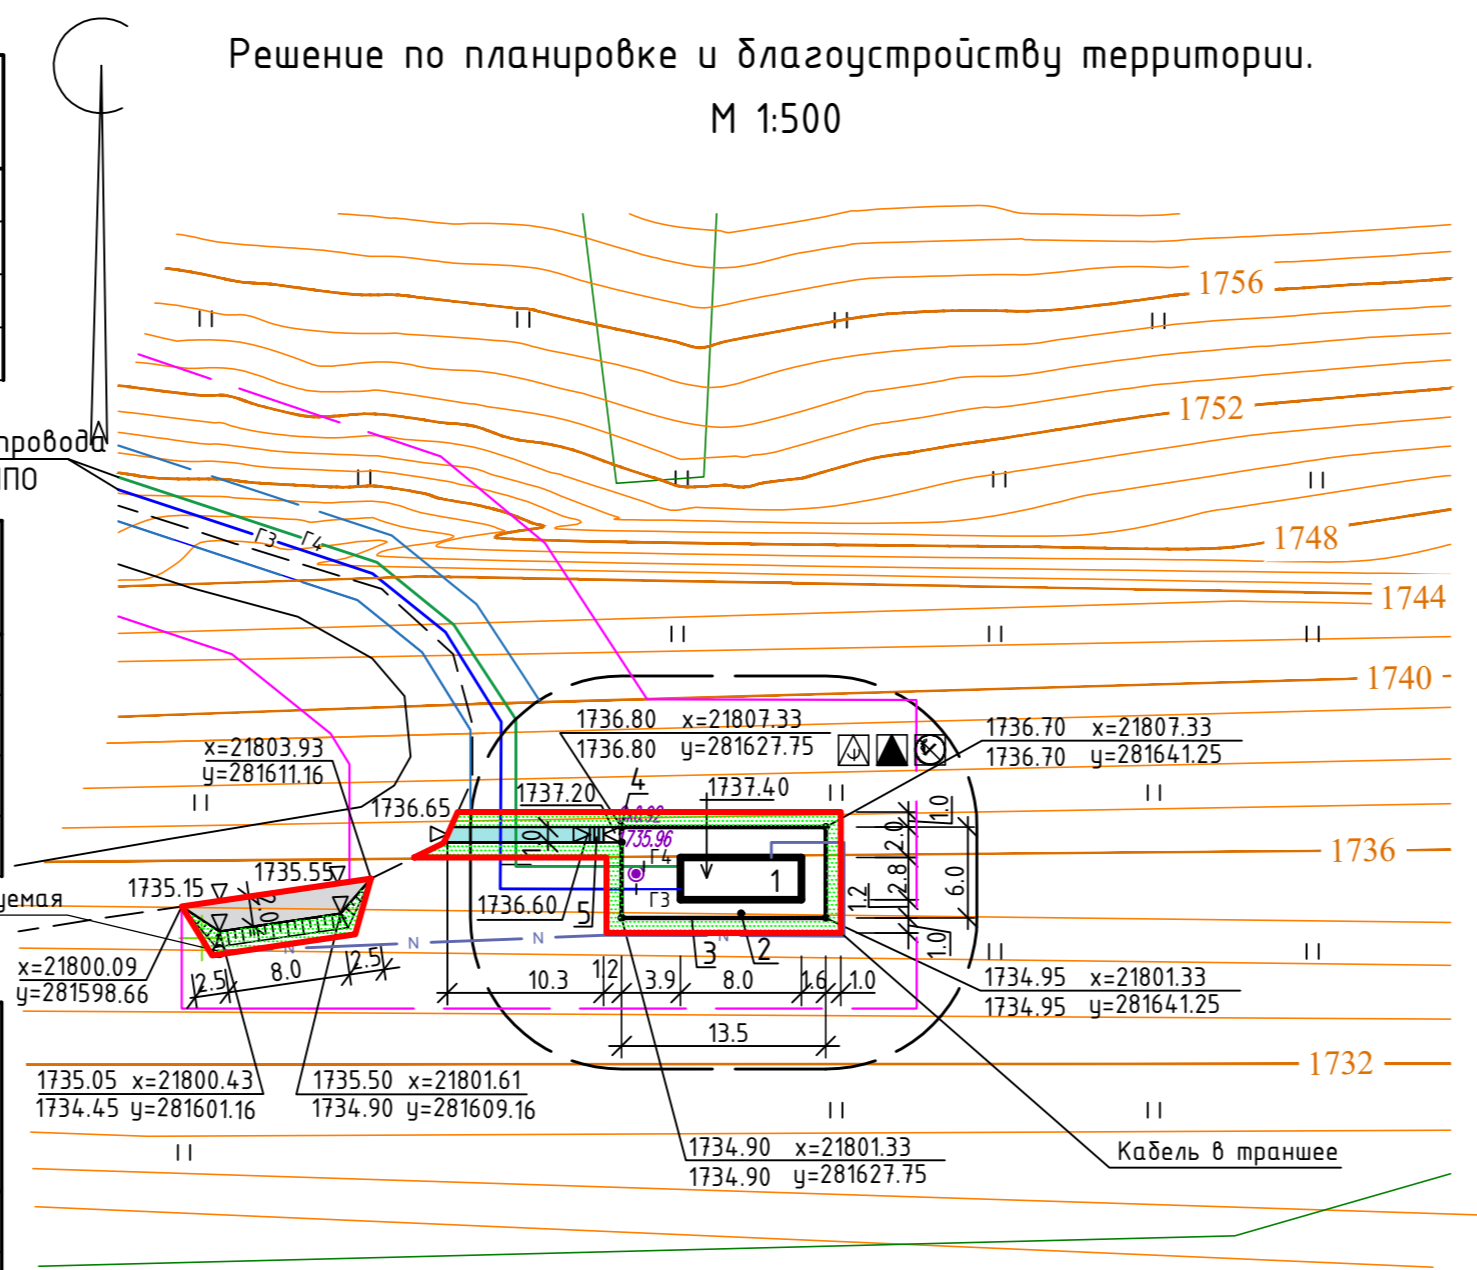 Решение по планировке и благоустройству территории.
М 1:500
1756
1752
провода
ПО
1748
Г3 Г4
1744
1740
1736.80 x=21807.33
1736.80 y=281627.75
1736.70 x=21807.33
1736.70 y=281641.25
x=21803.93
y=281611.16
4
1737.20
1737.40
1736.65
1.0
1.0
2.0
1735.96
1736
Г4
1
2.8
6.0
1.2
1735.55
1735.15
2.0
уемая
1736.60
5
Г3
N N N N
3
2
1.0
x=21800.09
y=281598.66
2.5
8.0
2.5
10.3
1.2
3.9
8.0
1.6
1.0
1734.95 x=21801.33
1734.95 y=281641.25
13.5
1732
1735.05 x=21800.43
1734.45 y=281601.16
1735.50 x=21801.61
1734.90 y=281609.16
1734.90 x=21801.33
1734.90 y=281627.75
Кабель в траншее